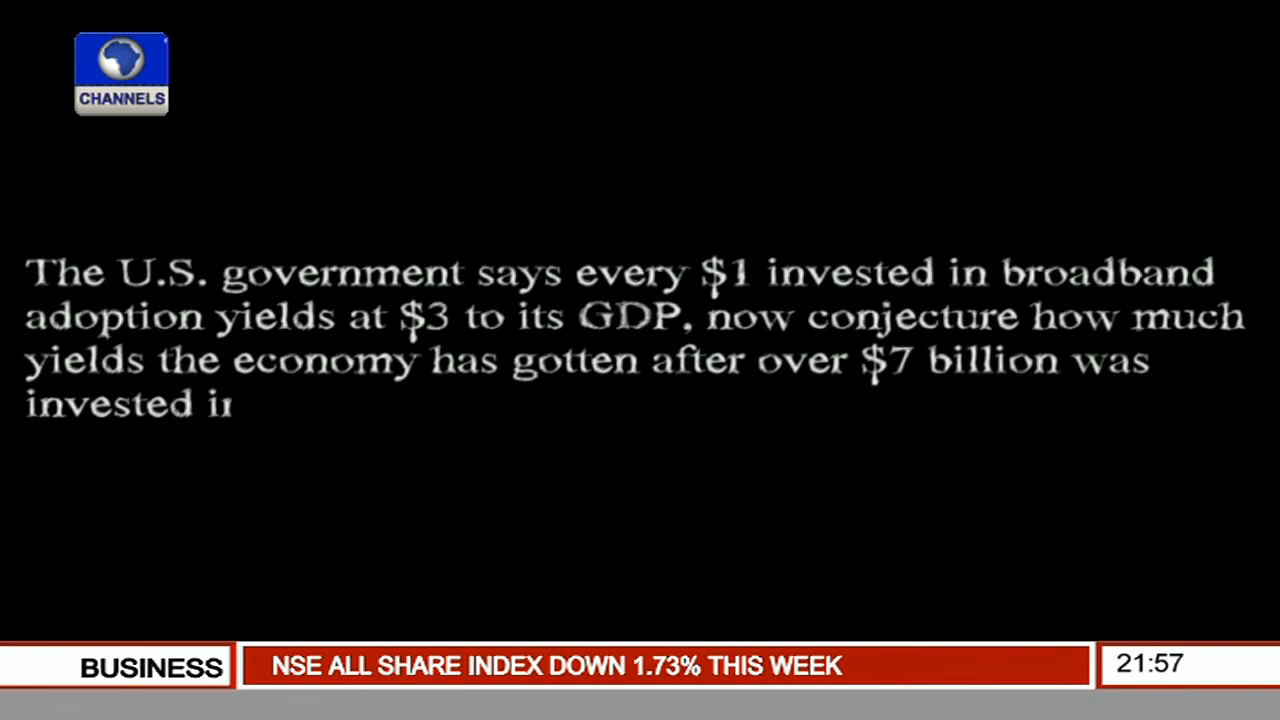 CHANNELS
The U.S. government says every $1 invested in broadband
adoption yields at $3 to its GDP, now conjecture how much
yields the economy has gotten after over $7 billion was
invested
BUSINESS
NSE ALL SHARE INDEX DOWN 1.73% THIS WEEK
21:57